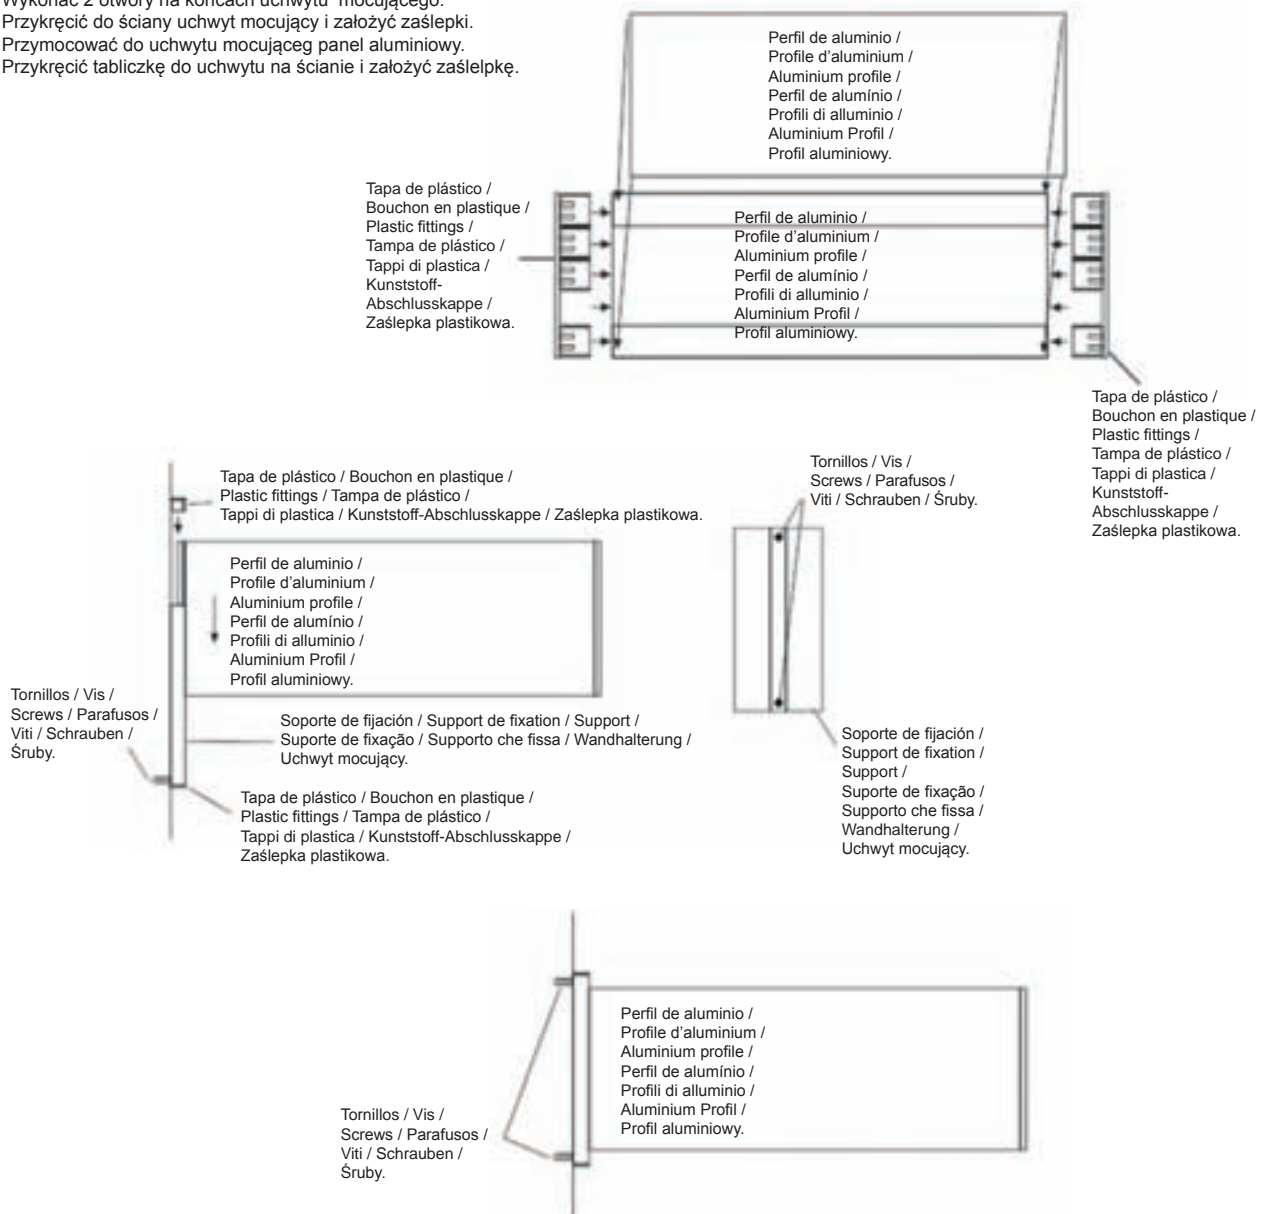 Wykonać 2 otwory na końcach uchwytu mocującego.
Przykręcić do ściany uchwyt mocujący i założyć zaślepki.
Przymocować do uchwytu mocująceg panel aluminiowy.
Przykręcić tabliczkę do uchwytu na ścianie i założyć zaślelpkę.
Perfil de aluminio /
Profile d'aluminium /
Aluminium profile /
Perfil de alumínio /
Profili di alluminio /
Aluminium Profil /
Profil aluminiowy.
Tapa de plástico /
Bouchon en plastique /
Plastic fittings /
Tampa de plástico /
Tappi di plastica /
Kunststoff-
Abschlusskappe /
Zaślepka plastikowa.
Perfil de aluminio /
Profile d'aluminium /
Aluminium profile /
Perfil de alumínio /
Profili di alluminio /
Aluminium Profil /
Profil aluminiowy.
Tapa de plástico /
Bouchon en plastique /
Plastic fittings /
Tampa de plástico /
Tappi di plastica /
Kunststoff-
Abschlusskappe /
Zaślepka plastikowa.
Tapa de plástico / Bouchon en plastique /
Plastic fittings / Tampa de plástico /
Tappi di plastica / Kunststoff-Abschlusskappe / Zaślepka plastikowa.
Perfil de aluminio /
Profile d'aluminium /
Aluminium profile /
Perfil de alumínio /
Profili di alluminio /
Aluminium Profil /
Profil aluminiowy.
Tornillos / Vis /
Screws / Parafusos /
Viti / Schrauben /
Śruby.
Soporte de fijación / Support de fixation / Support /
Suporte de fixação / Supporto che fissa / Wandhalterung /
Uchwyt mocujący.
Tapa de plástico / Bouchon en plastique /
Plastic fittings / Tampa de plástico /
Tappi di plastica / Kunststoff-Abschlusskappe /
Zaślepka plastikowa.
Tornillos / Vis /
Screws / Parafusos /
Viti / Schrauben / Śruby.
Soporte de fijación /
Support de fixation /
Support /
Suporte de fixação /
Supporto che fissa /
Wandhalterung /
Uchwyt mocujący.
Perfil de aluminio /
Profile d'aluminium /
Aluminium profile /
Perfil de alumínio /
Profili di alluminio /
Aluminium Profil /
Profil aluminiowy.
Tornillos / Vis /
Screws / Parafusos /
Viti / Schrauben /
Śruby.